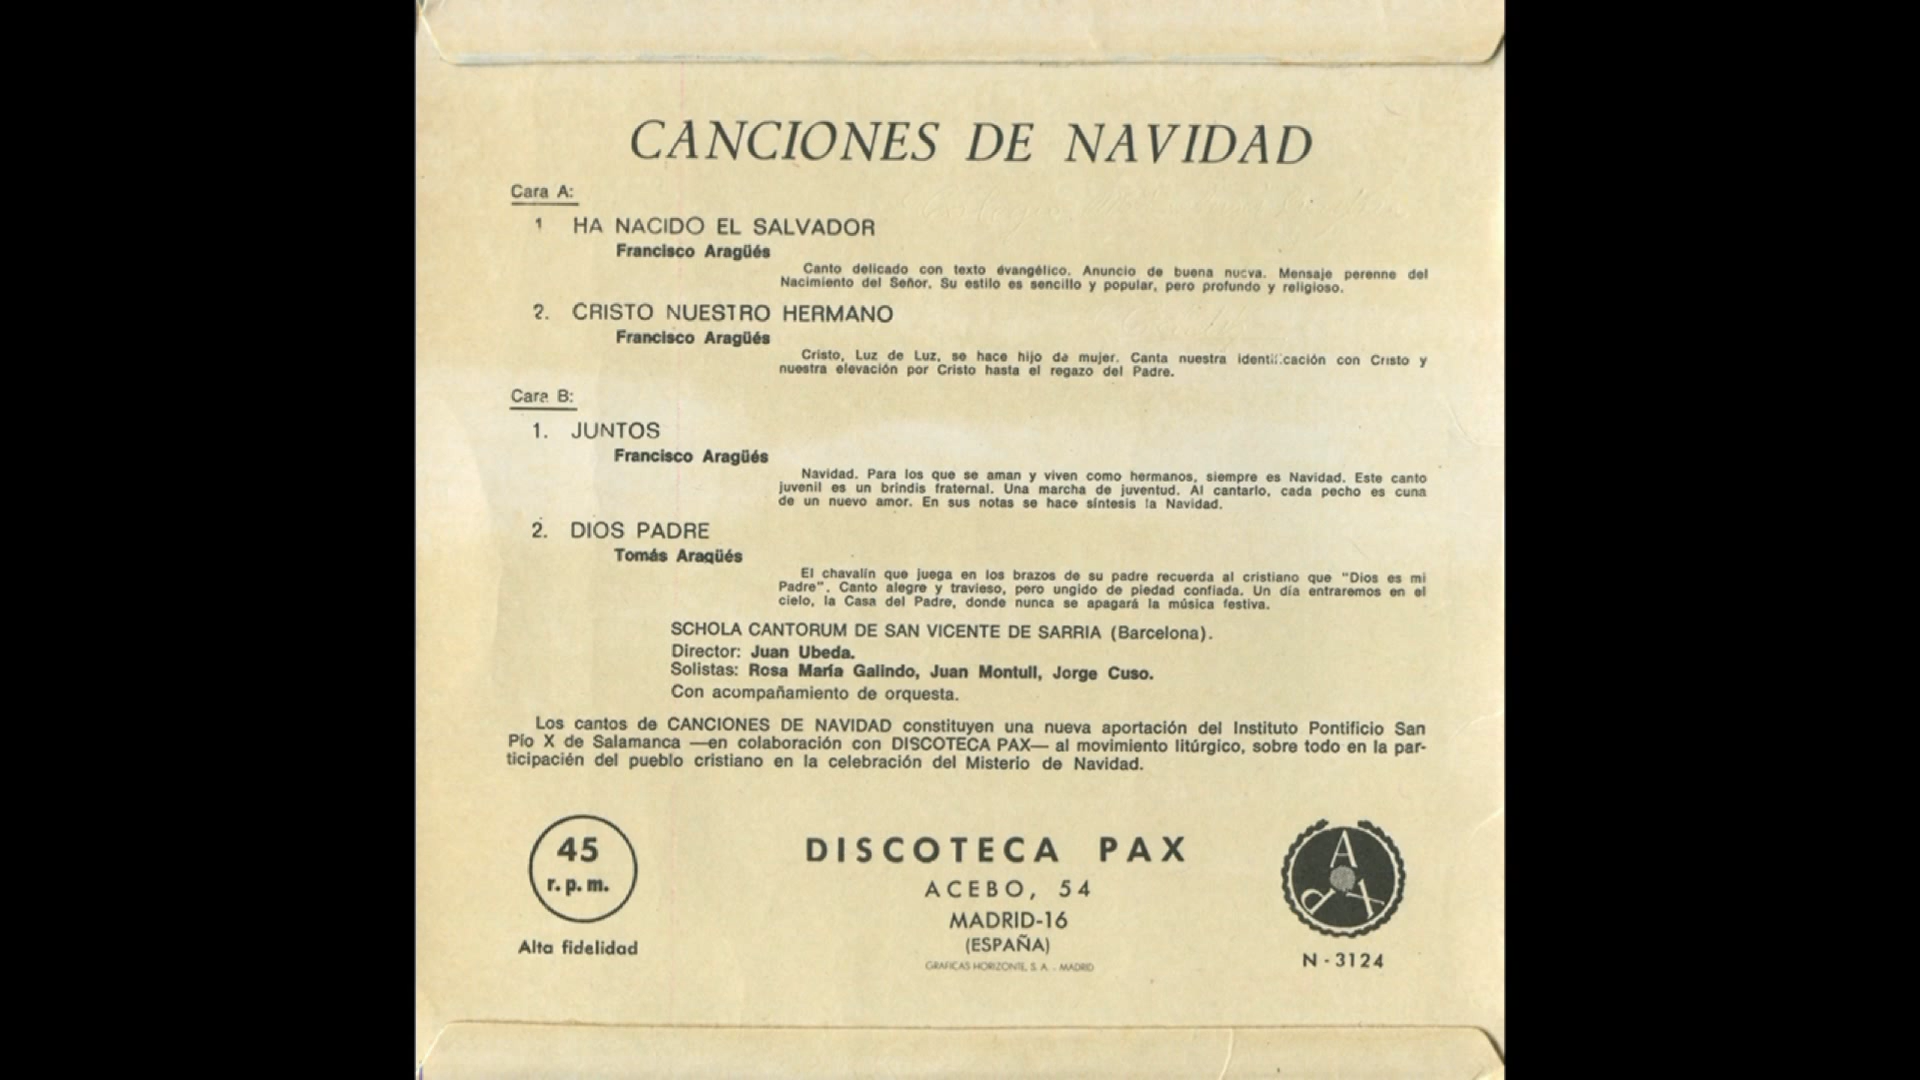 CANCIONES DE NAVIDAD
Cara A:
1 HA NACIDO EL SALVADOR
Francisco Aragüés
Canto delicado con texto évangélico. Anuncio de buena nueva. Mensaje perenne del
Nacimiento del Señor. Su estilo es sencillo y popular, pero profundo y religioso.
2. CRISTO NUESTRO HERMANO
Francisco Aragüés
Cristo, Luz de Luz, se hace hijo de mujer. Canta nuestra identificación con Cristo y
nuestra elevación por Cristo hasta el regazo del Padre.
Cara B:
1. JUNTOS
Francisco Aragüés
Navidad. Para los que se aman y viven como hermanos, siempre es Navidad. Este canto
juvenil es un brindis fraternal. Una marcha de juventud. Al cantarlo, cada pecho es cuna
de un nuevo amor. En sus notas se hace síntesis la Navidad.
2. DIOS PADRE
Tomás Aragüés
El chavalín que juega en los brazos de su padre recuerda al cristiano que "Dios es mi
Padre". Canto alegre y travieso, pero ungido de piedad confiada. Un día entraremos en el
cielo, la Casa del Padre, donde nunca se apagará la música festiva.
SCHOLA CANTORUM DE SAN VICENTE DE SARRIA (Barcelona).
Director: Juan Ubeda.
Solistas: Rosa María Galindo, Juan Montull, Jorge Cuso.
Con acompañamiento de orquesta.
Los cantos de CANCIONES DE NAVIDAD constituyen una nueva aportación del Instituto Pontificio San
Pío X de Salamanca —en colaboración con DISCOTECA PAX— al movimiento litúrgico, sobre todo en la par-
ticipación del pueblo cristiano en la celebración del Misterio de Navidad.
45
r.p.m.
Alta fidelidad
DISCOTECA PAX
ACEBO, 54
MADRID-16
(ESPAÑA)
GRAFICAS HORIZONTE, S. A. - MADRID
PAX
N - 3124